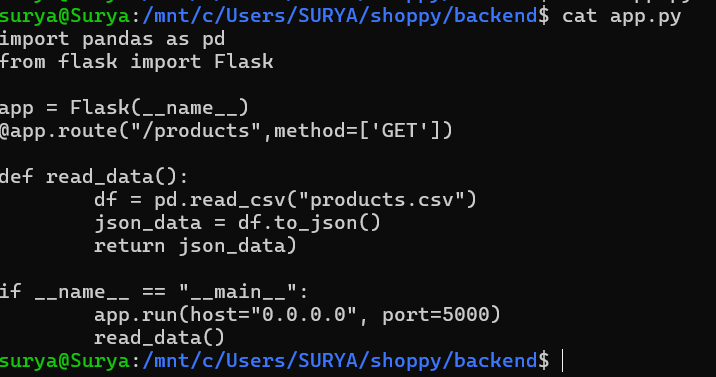 surya@Surya:/mnt/c/Users/SURYA/shoppy/backend$ cat app.py
import pandas as pd
from flask import Flask

app = Flask(__name__)
@app.route("/products",method=['GET'])

def read_data():
        df = pd.read_csv("products.csv")
        json_data = df.to_json()
        return json_data)

if __name__ == "__main__":
        app.run(host="0.0.0.0", port=5000)
        read_data()
surya@Surya:/mnt/c/Users/SURYA/shoppy/backend$